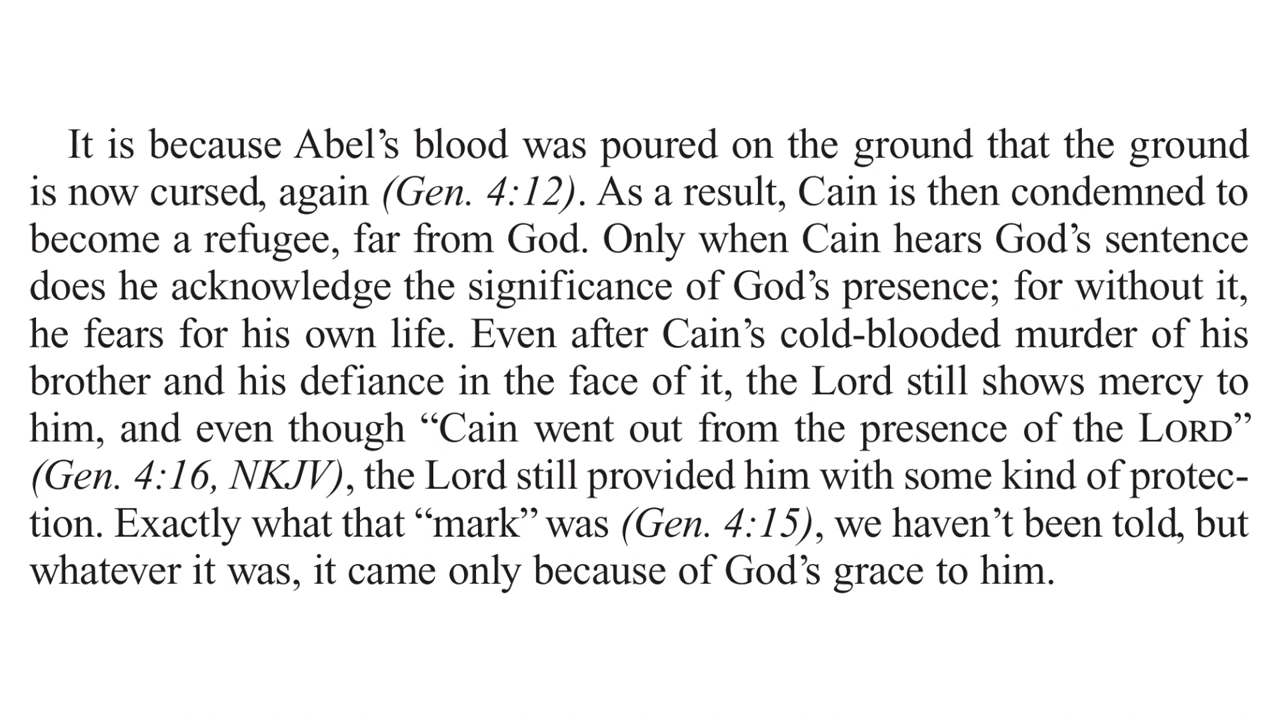 It is because Abel’s blood was poured on the ground that the ground
is now cursed, again (Gen. 4:12). As a result, Cain is then condemned to
become a refugee, far from God. Only when Cain hears God’s sentence
does he acknowledge the significance of God’s presence; for without it,
he fears for his own life. Even after Cain’s cold-blooded murder of his
brother and his defiance in the face of it, the Lord still shows mercy to
him, and even though “Cain went out from the presence of the LORD”
(Gen. 4:16, NKJV), the Lord still provided him with some kind of protec-
tion. Exactly what that “mark” was (Gen. 4:15), we haven’t been told, but
whatever it was, it came only because of God’s grace to him.